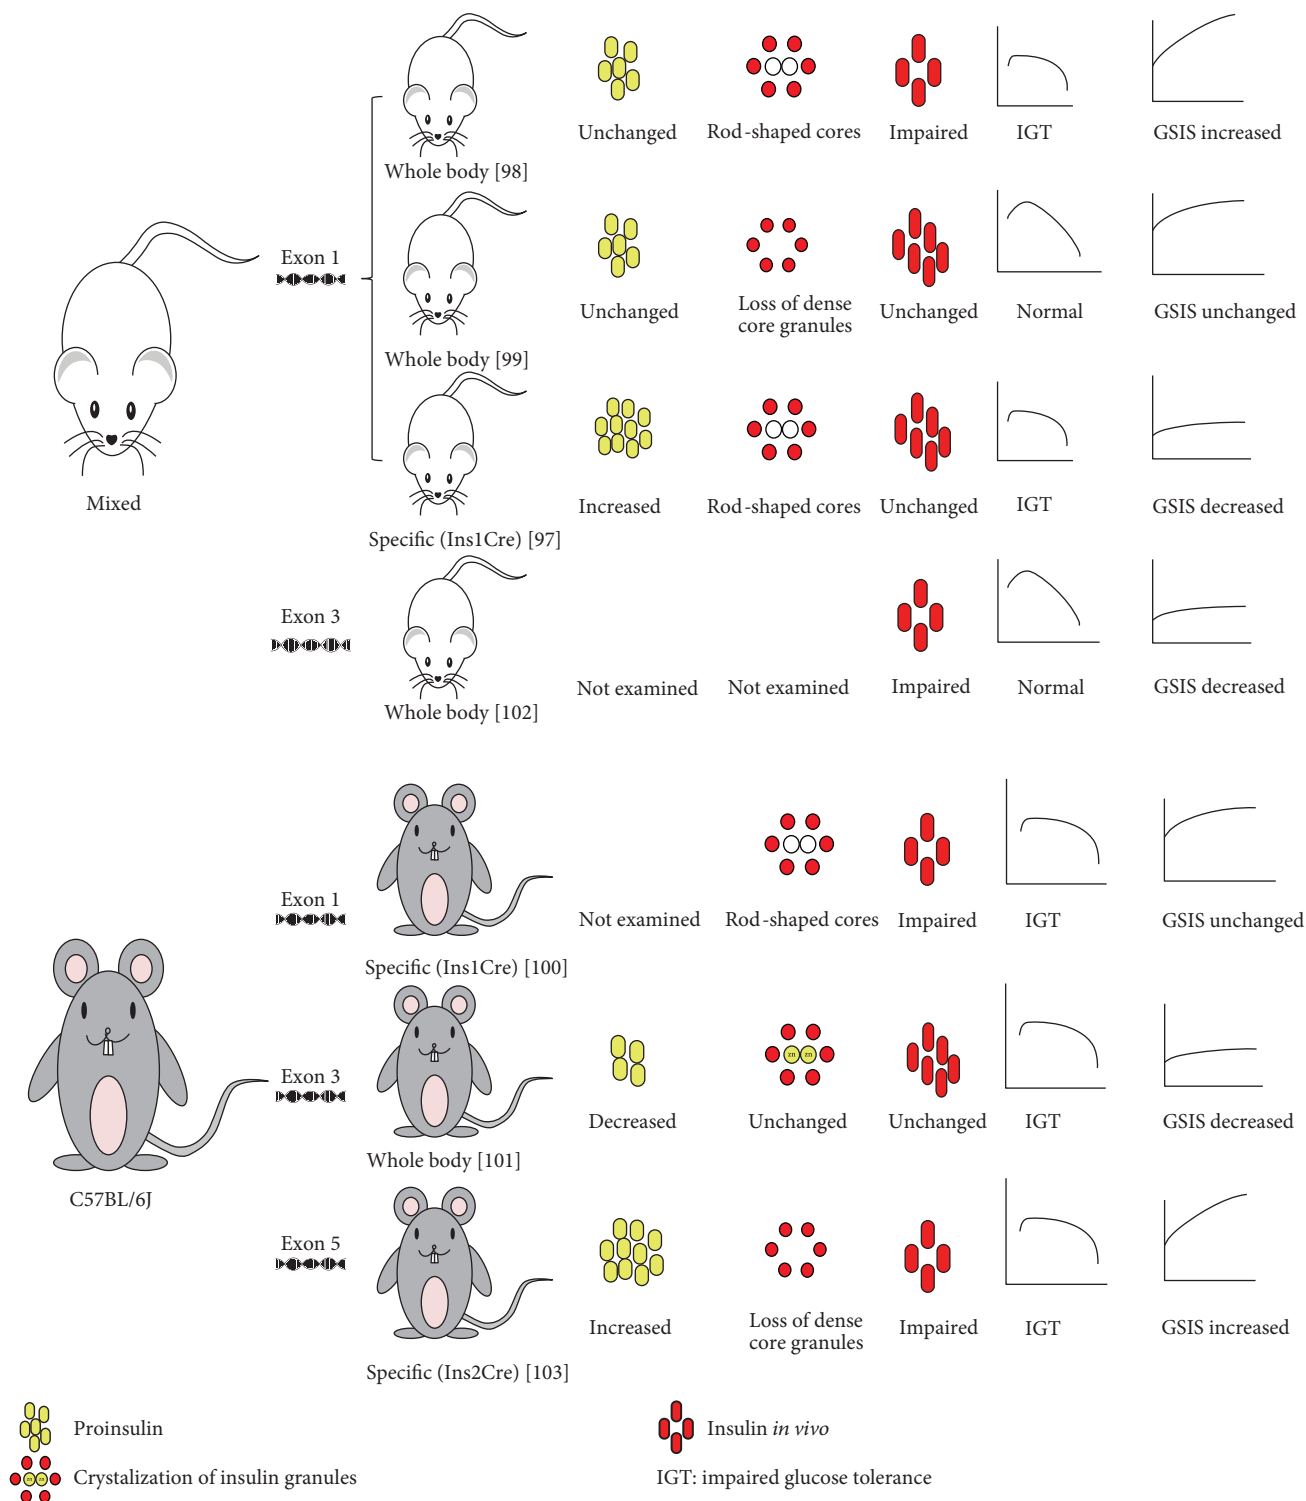 Unchanged
Rod-shaped cores
Impaired
IGT
GSIS increased
Whole body [98]
Exon 1
Unchanged
Loss of dense
core granules
Unchanged
Normal
GSIS unchanged
Whole body [99]
Mixed
Increased
Rod-shaped cores
Unchanged
IGT
GSIS decreased
Specific (Ins1Cre) [97]
Exon 3
Not examined
Not examined
Impaired
Normal
GSIS decreased
Whole body [102]
Exon 1
Not examined
Rod-shaped cores
Impaired
IGT
GSIS unchanged
Specific (Ins1Cre) [100]
zn zn
Exon 3
Decreased
Unchanged
Unchanged
IGT
GSIS decreased
Whole body [101]
C57BL/6J
Exon 5
Increased
Loss of dense
core granules
Impaired
IGT
GSIS increased
Specific (Ins2Cre) [103]
Proinsulin
Insulin in vivo
zn zn
Crystalization of insulin granules
IGT: impaired glucose tolerance